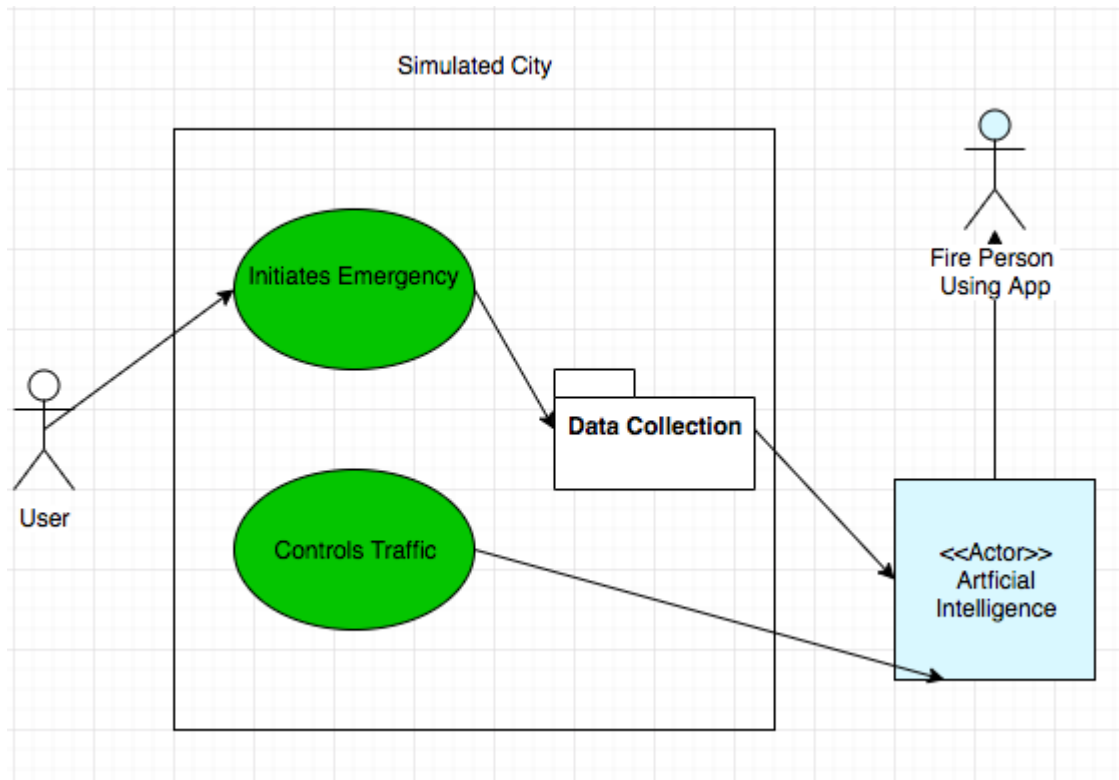 Simulated City
Initiates Emergency
Fire Person
Using App
Data Collection
User
Controls Traffic
<<Actor>>
Artficial
Intelligence